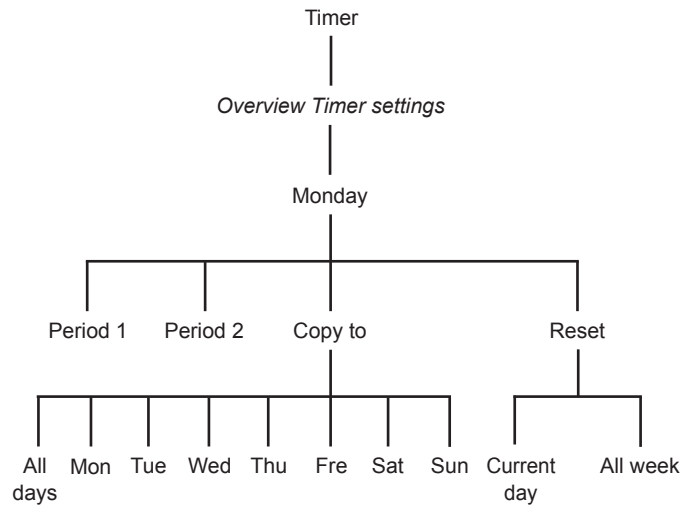 Timer
Overview Timer settings
Monday
Period 1 Period 2 Copy to Reset
All Mon Tue Wed Thu Fre Sat Sun Current All week
days day